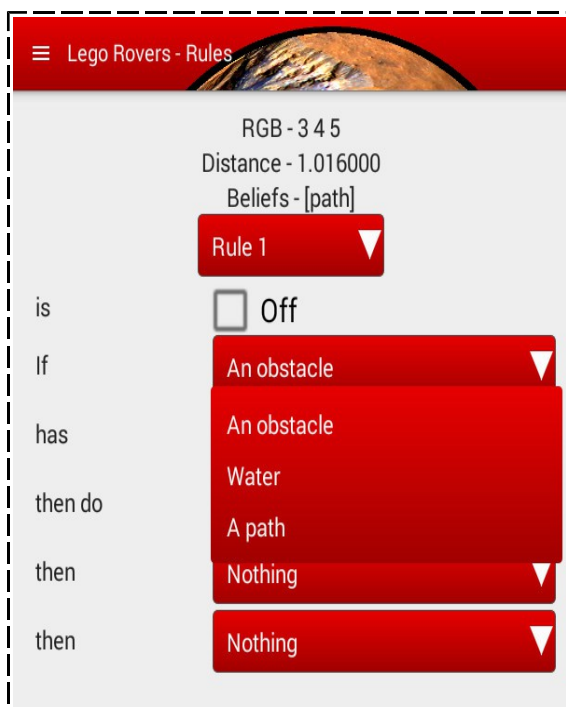 ≡ Lego Rovers - Rules
RGB - 3 4 5
Distance - 1.016000
Beliefs - [path]
Rule 1
is Off
If An obstacle
An obstacle
has
Water
then do
A path
then Nothing
then Nothing